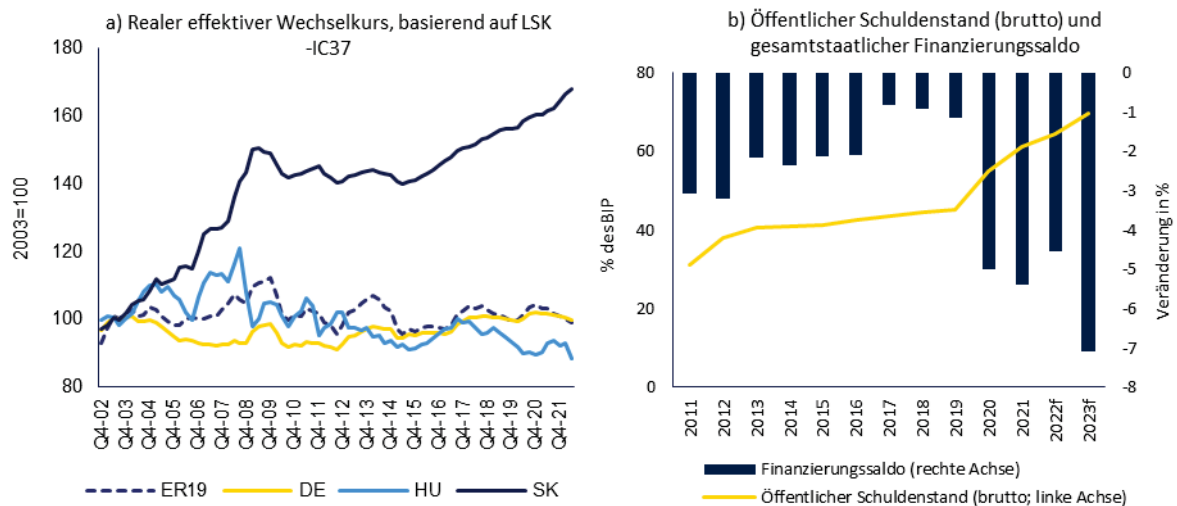 a) Realer effektiver Wechselkurs, basierend auf LSK
-IC37
2003=100
180
160
140
120
100
80
Q4-02
Q4-03
Q4-04
Q4-05
Q4-06
Q4-07
Q4-08
Q4-09
Q4-10
Q4-11
Q4-12
Q4-13
Q4-14
Q4-15
Q4-16
Q4-17
Q4-18
Q4-19
Q4-20
Q4-21
ER19
DE
HU
SK
b) Öffentlicher Schuldenstand (brutto) und
gesamtstaatlicher Finanzierungssaldo
% des BIP
80
60
40
20
0
0
-1
-2
-3
-4
-5
-6
-7
-8
Veränderung in %
2011
2012
2013
2014
2015
2016
2017
2018
2019
2020
2021
2022f
2023f
Finanzierungssaldo (rechte Achse)
Öffentlicher Schuldenstand (brutto; linke Achse)